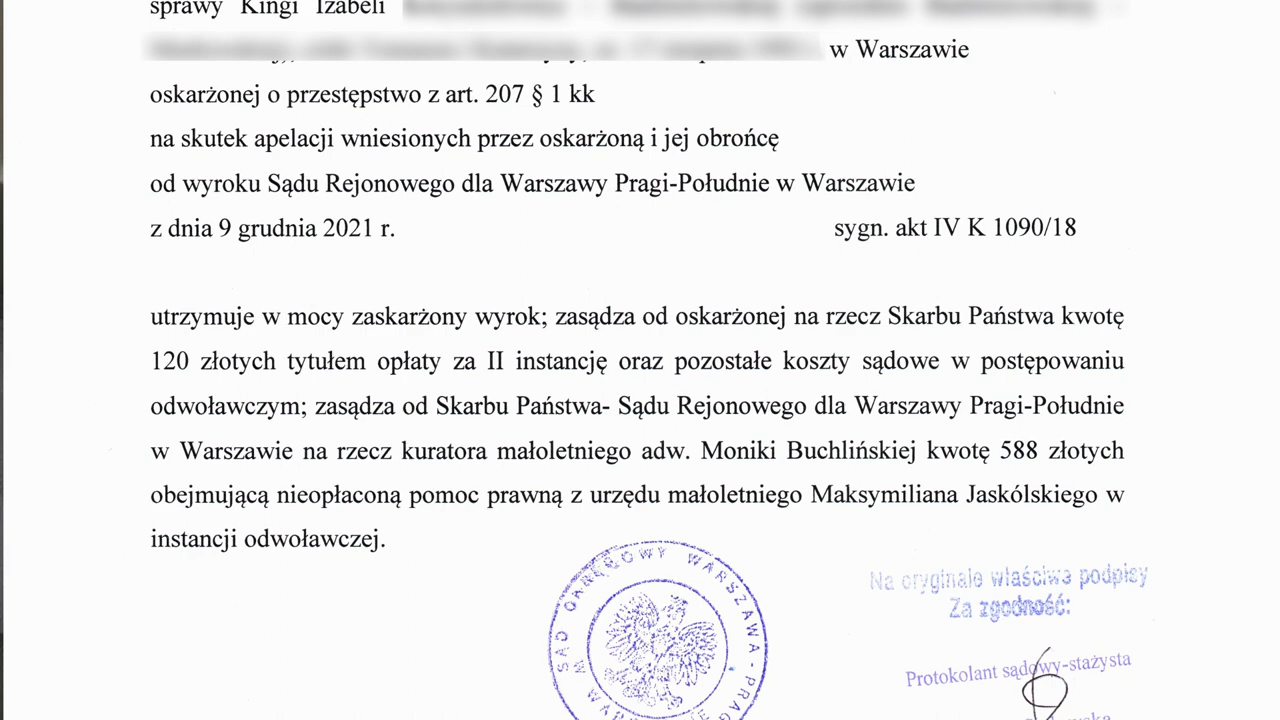 sprawy Kingi Izabeli
w Warszawie
oskarżonej o przestępstwo z art. 207 § 1 kk
na skutek apelacji wniesionych przez oskarżoną i jej obrońcę
od wyroku Sądu Rejonowego dla Warszawy Pragi-Południe w Warszawie
z dnia 9 grudnia 2021 r. sygn. akt IV K 1090/18
utrzymuje w mocy zaskarżony wyrok; zasądza od oskarżonej na rzecz Skarbu Państwa kwotę
120 złotych tytułem opłaty za II instancję oraz pozostałe koszty sądowe w postępowaniu
odwoławczym; zasądza od Skarbu Państwa- Sądu Rejonowego dla Warszawy Pragi-Południe
w Warszawie na rzecz kuratora małoletniego adw. Moniki Buchlińskiej kwotę 588 złotych
obejmującą nieopłaconą pomoc prawną z urzędu małoletniego Maksymiliana Jaskólskiego w
instancji odwoławczej.
SĄD OKRĘGOWY WARSZAWA-PRAG
Na oryginale właściwe podpisy
Za zgodność:
Protokolant sądowy-stażysta